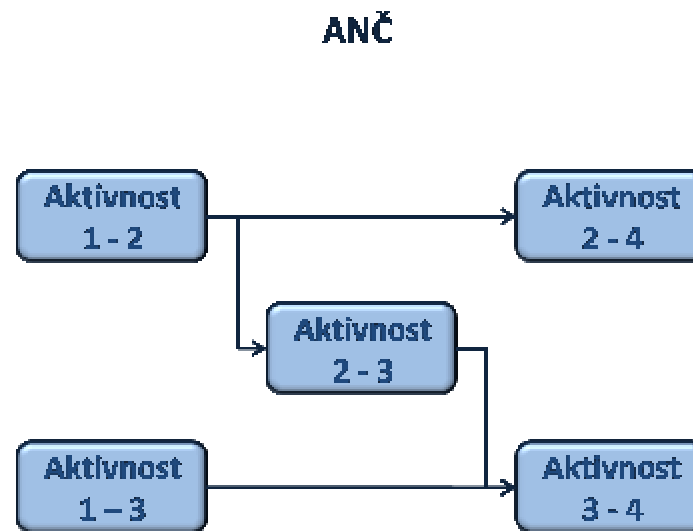 ANČ
Aktivnost
1 - 2
Aktivnost
2 - 4
Aktivnost
2 - 3
Aktivnost
1 – 3
Aktivnost
3 - 4